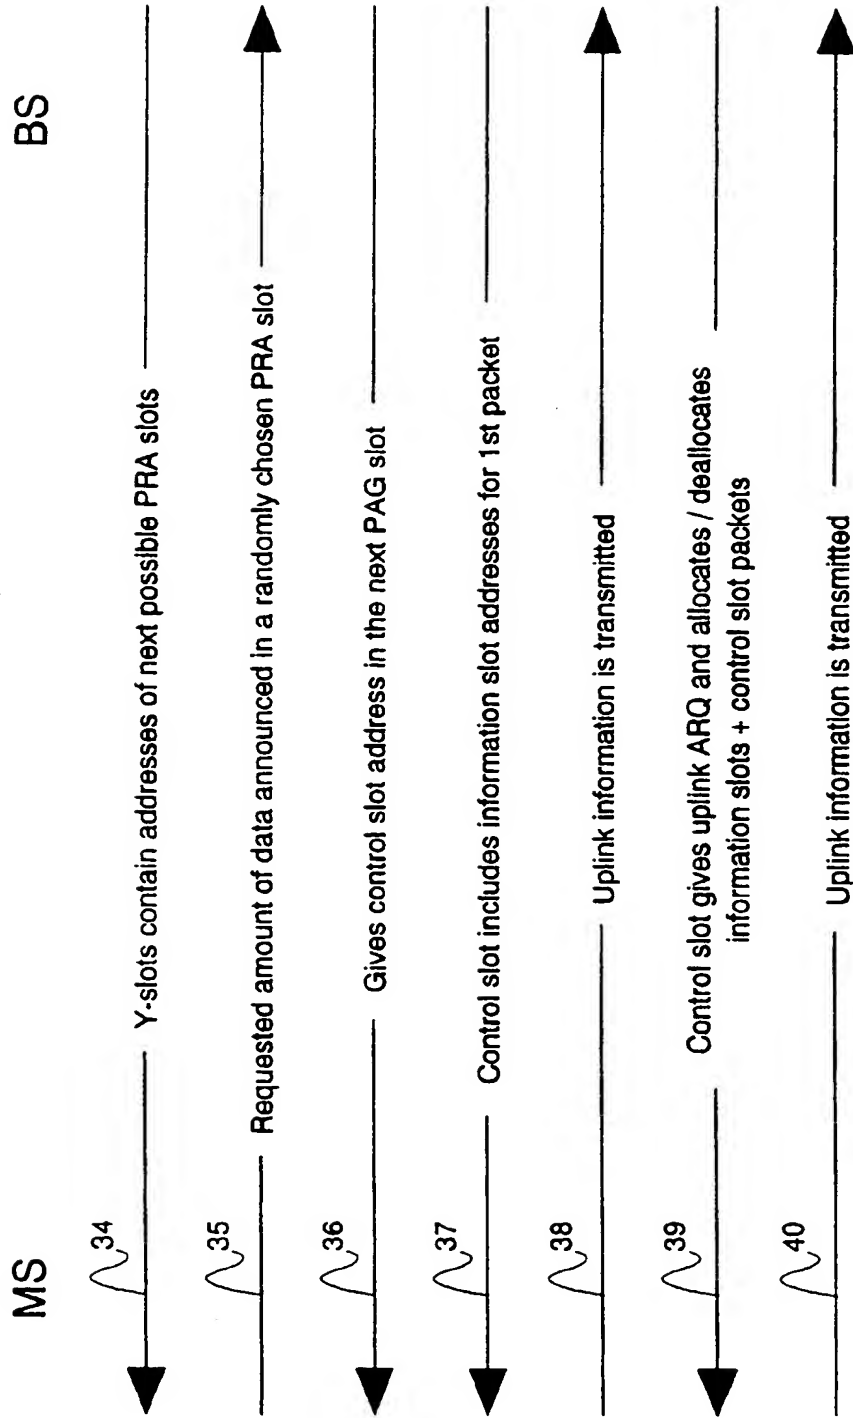 MS
BS
34
Y-slots contain addresses of next possible PRA slots
35
Requested amount of data announced in a randomly chosen PRA slot
36
Gives control slot address in the next PAG slot
37
Control slot includes information slot addresses for 1st packet
38
Uplink information is transmitted
39
Control slot gives uplink ARQ and allocates / deallocates
information slots + control slot packets
40
Uplink information is transmitted